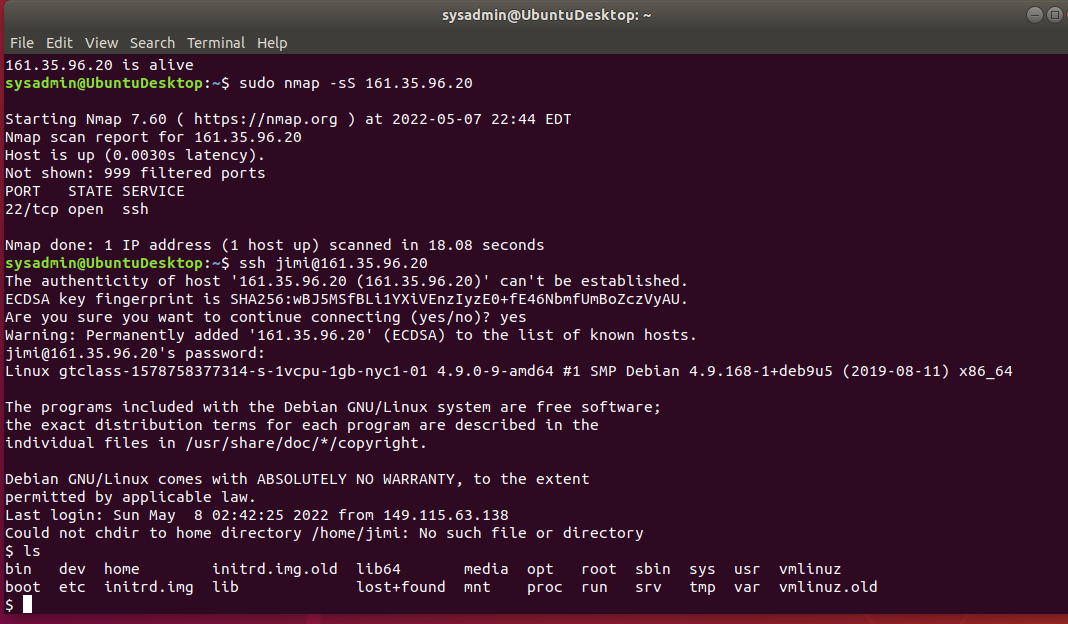 sysadmin@UbuntuDesktop: ~
File Edit View Search Terminal Help
161.35.96.20 is alive
sysadmin@UbuntuDesktop:~$ sudo nmap -sS 161.35.96.20
Starting Nmap 7.60 ( https://nmap.org ) at 2022-05-07 22:44 EDT
Nmap scan report for 161.35.96.20
Host is up (0.0030s latency).
Not shown: 999 filtered ports
PORT   STATE SERVICE
22/tcp open  ssh
Nmap done: 1 IP address (1 host up) scanned in 18.08 seconds
sysadmin@UbuntuDesktop:~$ ssh jimi@161.35.96.20
The authenticity of host '161.35.96.20 (161.35.96.20)' can't be established.
ECDSA key fingerprint is SHA256:wBJ5MSfBLi1YXiVEnzIyzE0+fE46NbmfUmBoZczVyAU.
Are you sure you want to continue connecting (yes/no)? yes
Warning: Permanently added '161.35.96.20' (ECDSA) to the list of known hosts.
jimi@161.35.96.20's password:
Linux gtclass-1578758377314-s-1vcpu-1gb-nyc1-01 4.9.0-9-amd64 #1 SMP Debian 4.9.168-1+deb9u5 (2019-08-11) x86_64
The programs included with the Debian GNU/Linux system are free software;
the exact distribution terms for each program are described in the
individual files in /usr/share/doc/*/copyright.
Debian GNU/Linux comes with ABSOLUTELY NO WARRANTY, to the extent
permitted by applicable law.
Last login: Sun May  8 02:42:25 2022 from 149.115.63.138
Could not chdir to home directory /home/jimi: No such file or directory
$ ls
bin   dev  home        initrd.img.old  lib64       media  opt   root  sbin  sys  usr  vmlinuz
boot  etc  initrd.img  lib             lost+found  mnt    proc  run   srv   tmp  var  vmlinuz.old
$